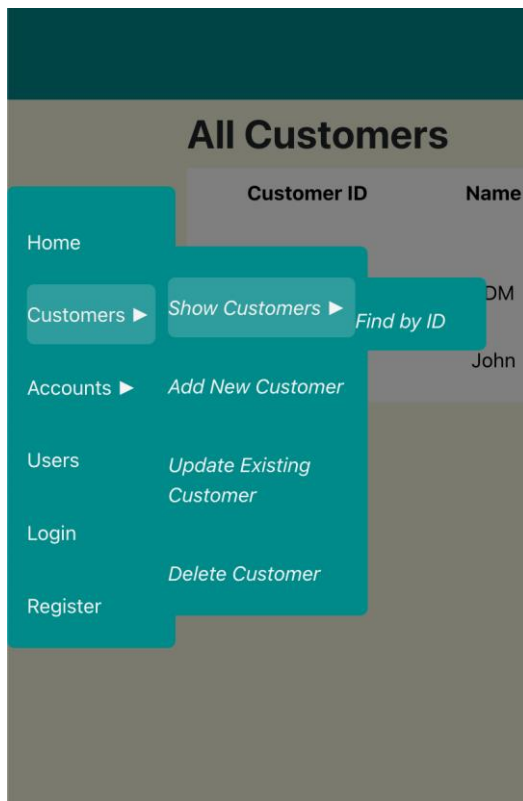 All Customers
Customer ID Name
Home
Customers ▶ Show Customers ▶ Find by ID
John
Accounts ▶ Add New Customer
Users Update Existing
Customer
Login
Delete Customer
Register